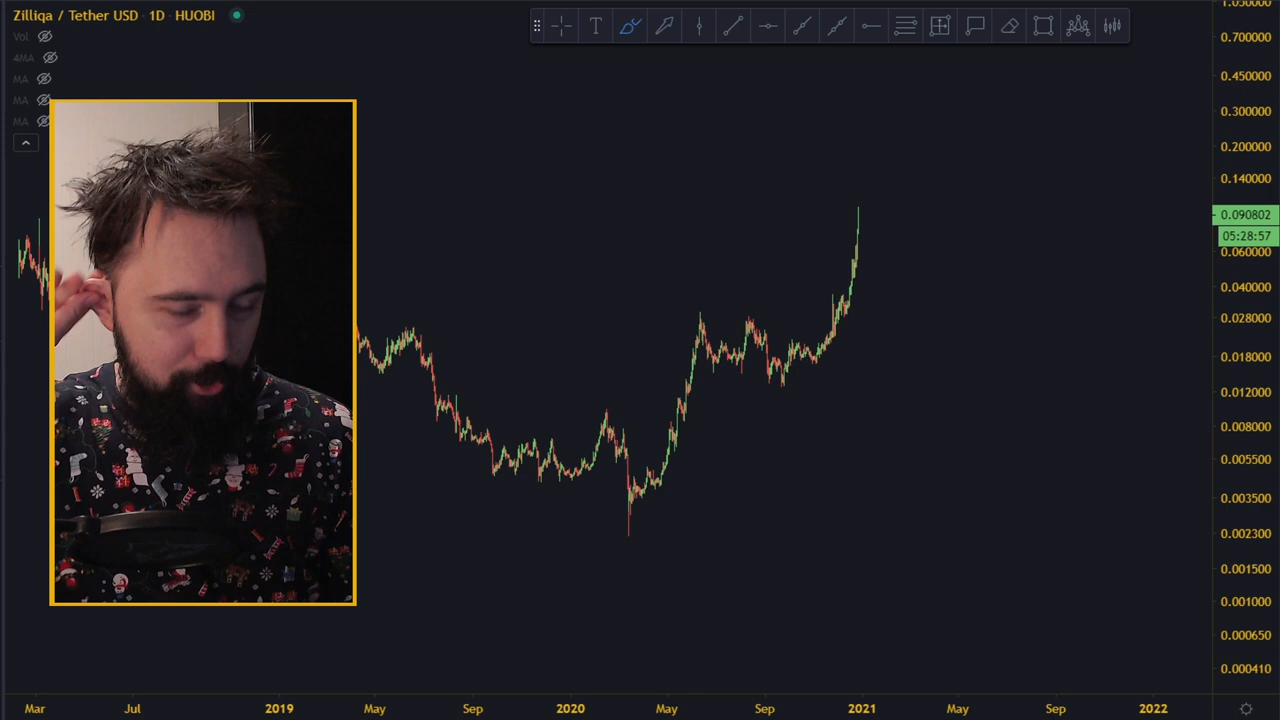 Zilliqa / Tether USD · 1D · HUOBI
Vol
4MA
MA
MA
MA
T
1.050000
0.700000
0.450000
0.300000
0.200000
0.140000
0.090802
05:28:57
0.060000
0.040000
0.028000
0.018000
0.012000
0.008000
0.005500
0.003500
0.002300
0.001500
0.001000
0.000650
0.000410
Mar Jul 2019 May Sep 2020 May Sep 2021 May Sep 2022